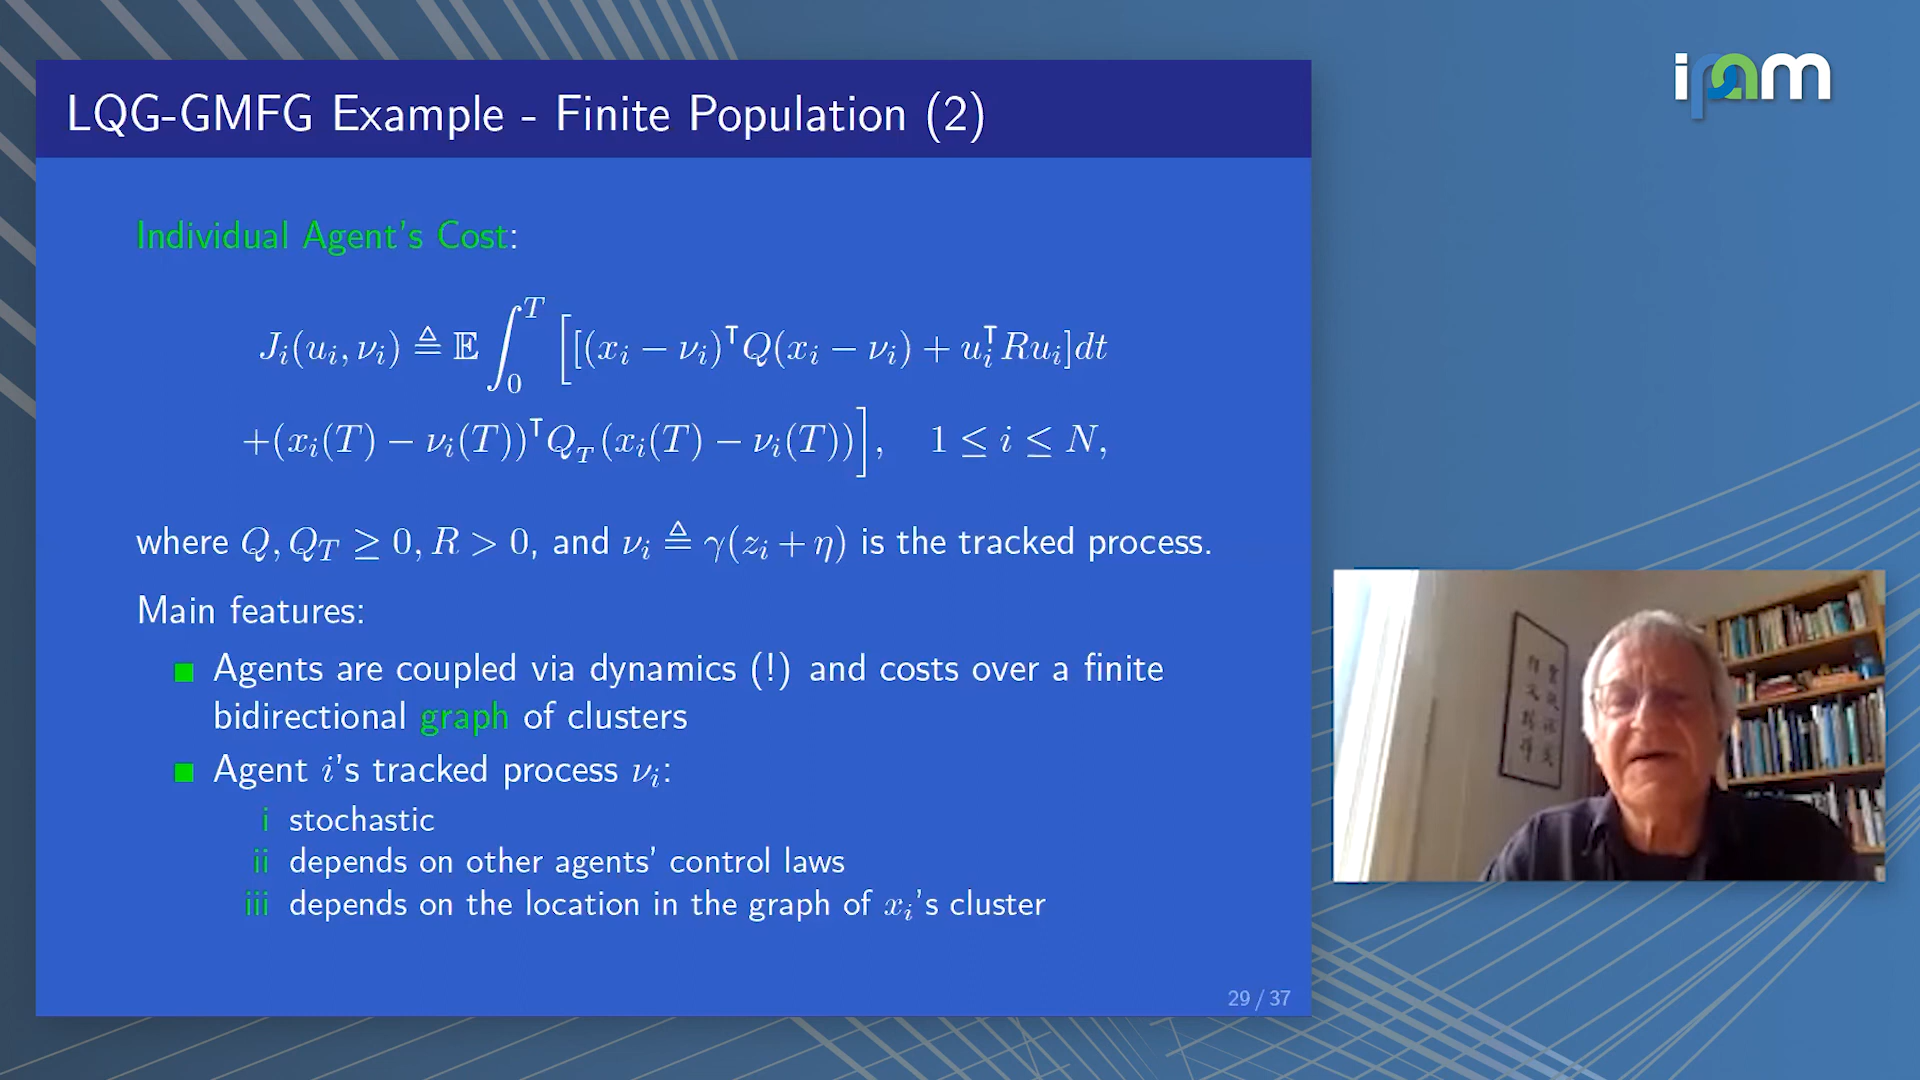 ipam
LQG-GMFG Example - Finite Population (2)
Individual Agent's Cost:
J_i(u_i, ν_i) ≜ 𝔼 ∫_0^T [[(x_i − ν_i)^⊺Q(x_i − ν_i) + u_i^⊺Ru_i]dt
+(x_i(T) − ν_i(T))^⊺Q_T(x_i(T) − ν_i(T))], 1 ≤ i ≤ N,
where Q, Q_T ≥ 0, R > 0, and ν_i ≜ γ(z_i + η) is the tracked process.
Main features:
Agents are coupled via dynamics (!) and costs over a finite
bidirectional graph of clusters
Agent i's tracked process ν_i:
i stochastic
ii depends on other agents' control laws
iii depends on the location in the graph of x_i's cluster
29 / 37